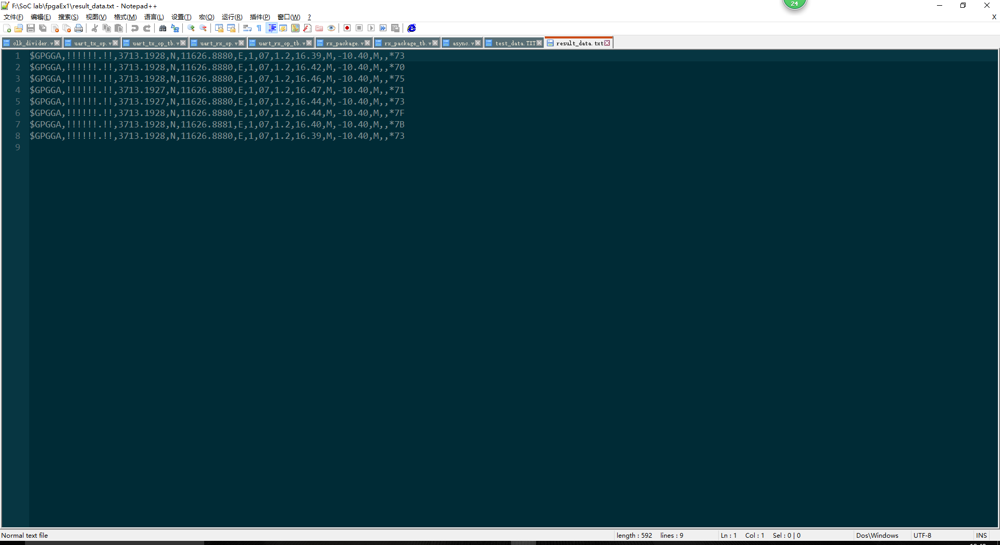 F:\SoC lab\fpgaEx1\result_data.txt - Notepad++
24
文件(F) 编辑(E) 搜索(S) 视图(V) 格式(M) 语言(L) 设置(T) 宏(O) 运行(R) 插件(P) 窗口(W) ? X
clk_divider.v uart_tx_op.v uart_tx_op_tb.v uart_rx_op.v uart_rx_op_tb.v rx_package.v rx_package_tb.v async.v test_data.TXT result_data.txt
1 $GPGGA,!!!!!!.!!,3713.1928,N,11626.8880,E,1,07,1.2,16.39,M,-10.40,M,,*73
2 $GPGGA,!!!!!!.!!,3713.1928,N,11626.8880,E,1,07,1.2,16.42,M,-10.40,M,,*70
3 $GPGGA,!!!!!!.!!,3713.1928,N,11626.8880,E,1,07,1.2,16.46,M,-10.40,M,,*75
4 $GPGGA,!!!!!!.!!,3713.1927,N,11626.8880,E,1,07,1.2,16.47,M,-10.40,M,,*71
5 $GPGGA,!!!!!!.!!,3713.1927,N,11626.8880,E,1,07,1.2,16.44,M,-10.40,M,,*73
6 $GPGGA,!!!!!!.!!,3713.1928,N,11626.8880,E,1,07,1.2,16.44,M,-10.40,M,,*7F
7 $GPGGA,!!!!!!.!!,3713.1928,N,11626.8881,E,1,07,1.2,16.40,M,-10.40,M,,*7B
8 $GPGGA,!!!!!!.!!,3713.1928,N,11626.8880,E,1,07,1.2,16.39,M,-10.40,M,,*73
9
Normal text file length : 592 lines : 9 Ln : 1 Col : 1 Sel : 0 | 0 Dos\Windows UTF-8 INS